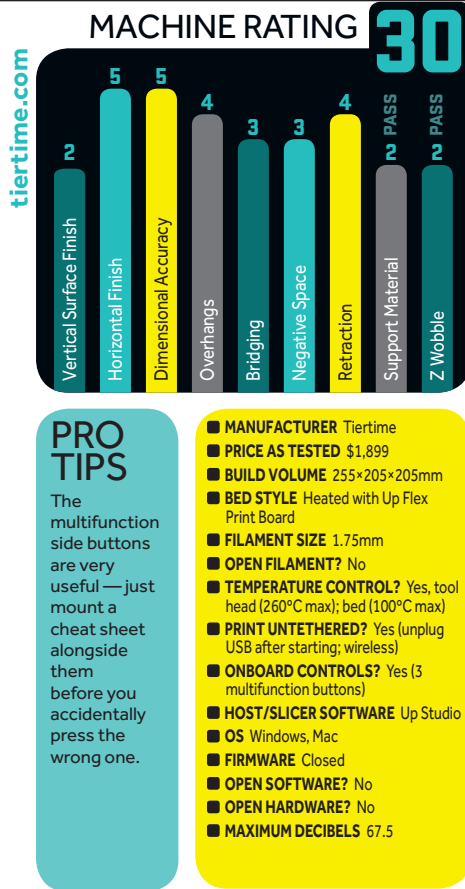 MACHINE RATING
30
tiertime.com
2
5
5
4
3
3
4
2 PASS
2 PASS
Vertical Surface Finish
Horizontal Finish
Dimensional Accuracy
Overhangs
Bridging
Negative Space
Retraction
Support Material
Z Wobble
PRO
TIPS
The
multifunction
side buttons
are very
useful — just
mount a
cheat sheet
alongside
them
before you
accidentally
press the
wrong one.
■ MANUFACTURER Tiertime
■ PRICE AS TESTED $1,899
■ BUILD VOLUME 255×205×205mm
■ BED STYLE Heated with Up Flex
Print Board
■ FILAMENT SIZE 1.75mm
■ OPEN FILAMENT? No
■ TEMPERATURE CONTROL? Yes, tool
head (260°C max); bed (100°C max)
■ PRINT UNTETHERED? Yes (unplug
USB after starting; wireless)
■ ONBOARD CONTROLS? Yes (3
multifunction buttons)
■ HOST/SLICER SOFTWARE Up Studio
■ OS Windows, Mac
■ FIRMWARE Closed
■ OPEN SOFTWARE? No
■ OPEN HARDWARE? No
■ MAXIMUM DECIBELS 67.5